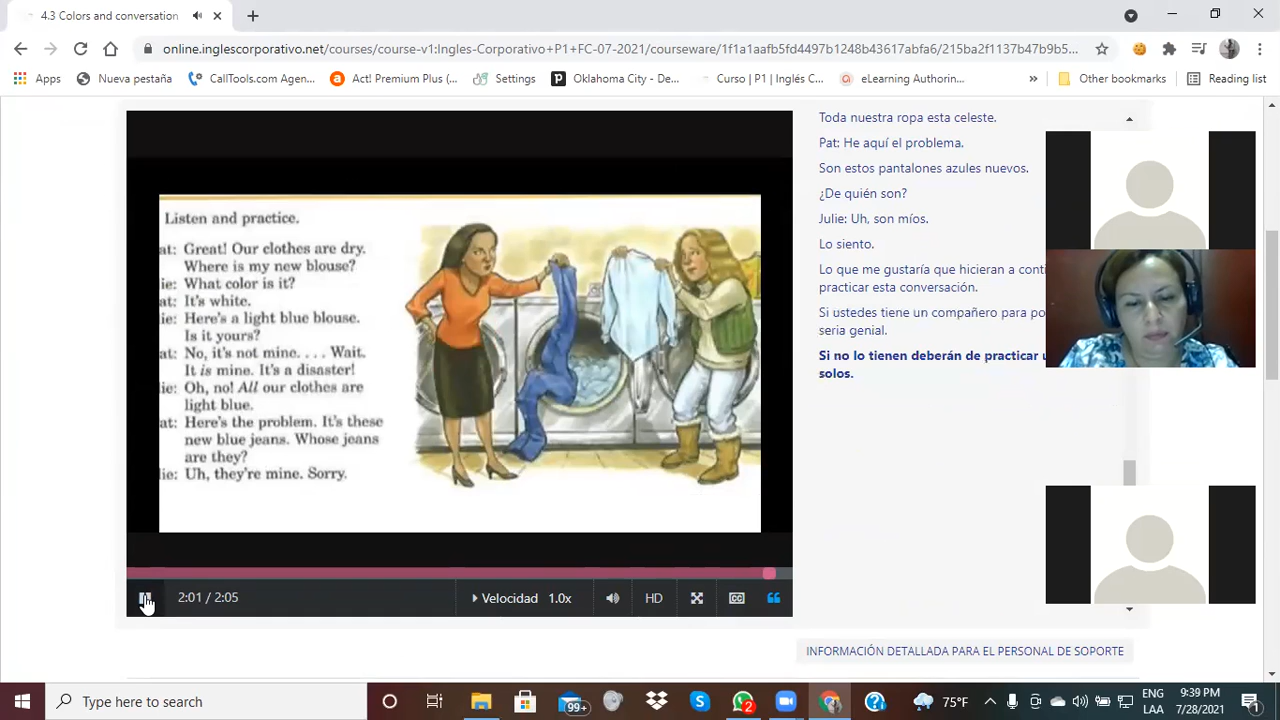 4.3 Colors and conversation
online.inglescorporativo.net/courses/course-v1:Ingles-Corporativo P1+FC-07-2021/courseware/1f1a1aafb5fd4497b1248b43617abfa6/215ba2f1137b47b9b5...
Apps
Nueva pestaña
CallTools.com Agen...
Act! Premium Plus (...
Settings
Oklahoma City - De...
Curso | P1 | Inglés C...
eLearning Authorin...
»
Other bookmarks
Reading list
Listen and practice.
at: Great! Our clothes are dry.
Where is my new blouse?
ie: What color is it?
at: It's white.
ie: Here's a light blue blouse.
Is it yours?
at: No, it's not mine. . . . Wait.
It is mine. It's a disaster!
ie: Oh, no! All our clothes are
light blue.
at: Here's the problem. It's these
new blue jeans. Whose jeans
are they?
lie: Uh, they're mine. Sorry.
2:01 / 2:05
Velocidad 1.0x
HD
Toda nuestra ropa esta celeste.
Pat: He aquí el problema.
Son estos pantalones azules nuevos.
¿De quién son?
Julie: Uh, son míos.
Lo siento.
Lo que me gustaría que hicieran a conti
practicar esta conversación.
Si ustedes tiene un compañero para po
seria genial.
Si no lo tienen deberán de practicar u
solos.
INFORMACIÓN DETALLADA PARA EL PERSONAL DE SOPORTE
Type here to search
99+
2
75°F
ENG
LAA
9:39 PM
7/28/2021
1